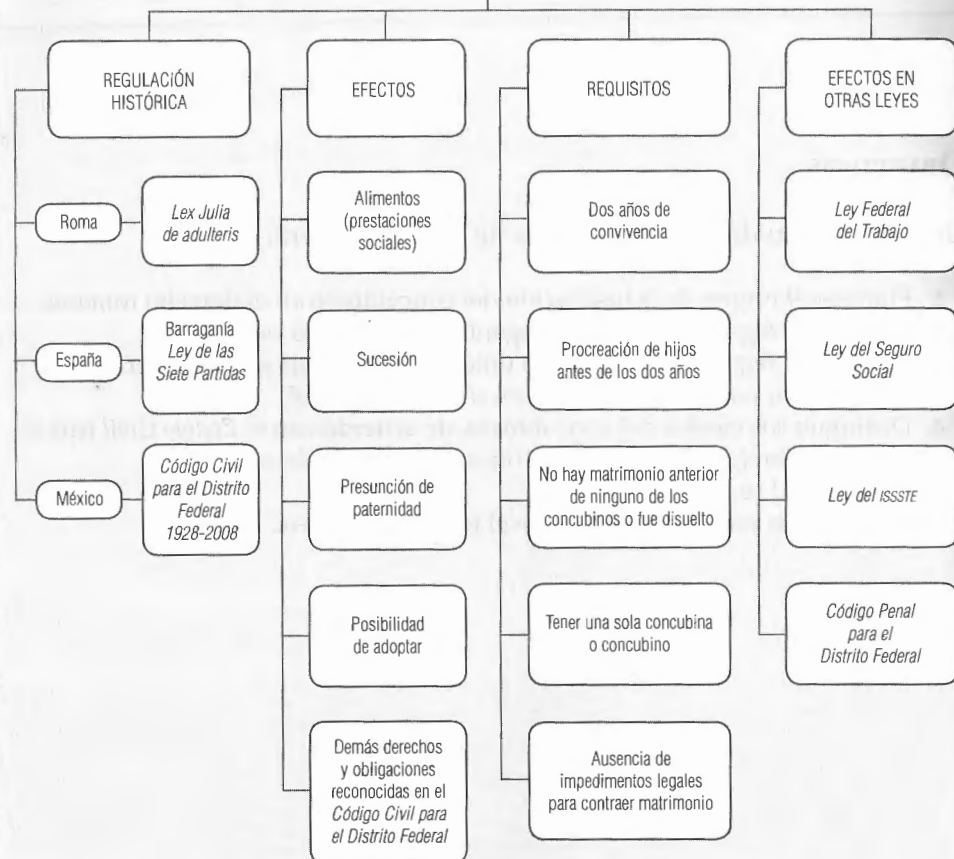 REGULACIÓN
HISTÓRICA
Roma
Lex Julia
de adulteris
España
Barraganía
Ley de las
Siete Partidas
México
Código Civil
para el Distrito
Federal
1928-2008
EFECTOS
Alimentos
(prestaciones
sociales)
Sucesión
Presunción de
paternidad
Posibilidad
de adoptar
Demás derechos
y obligaciones
reconocidas en el
Código Civil para
el Distrito Federal
REQUISITOS
Dos años de
convivencia
Procreación de hijos
antes de los dos años
No hay matrimonio anterior
de ninguno de los
concubinos o fue disuelto
Tener una sola concubina
o concubino
Ausencia de
impedimentos legales
para contraer matrimonio
EFECTOS EN
OTRAS LEYES
Ley Federal
del Trabajo
Ley del Seguro
Social
Ley del ISSSTE
Código Penal
para el
Distrito Federal